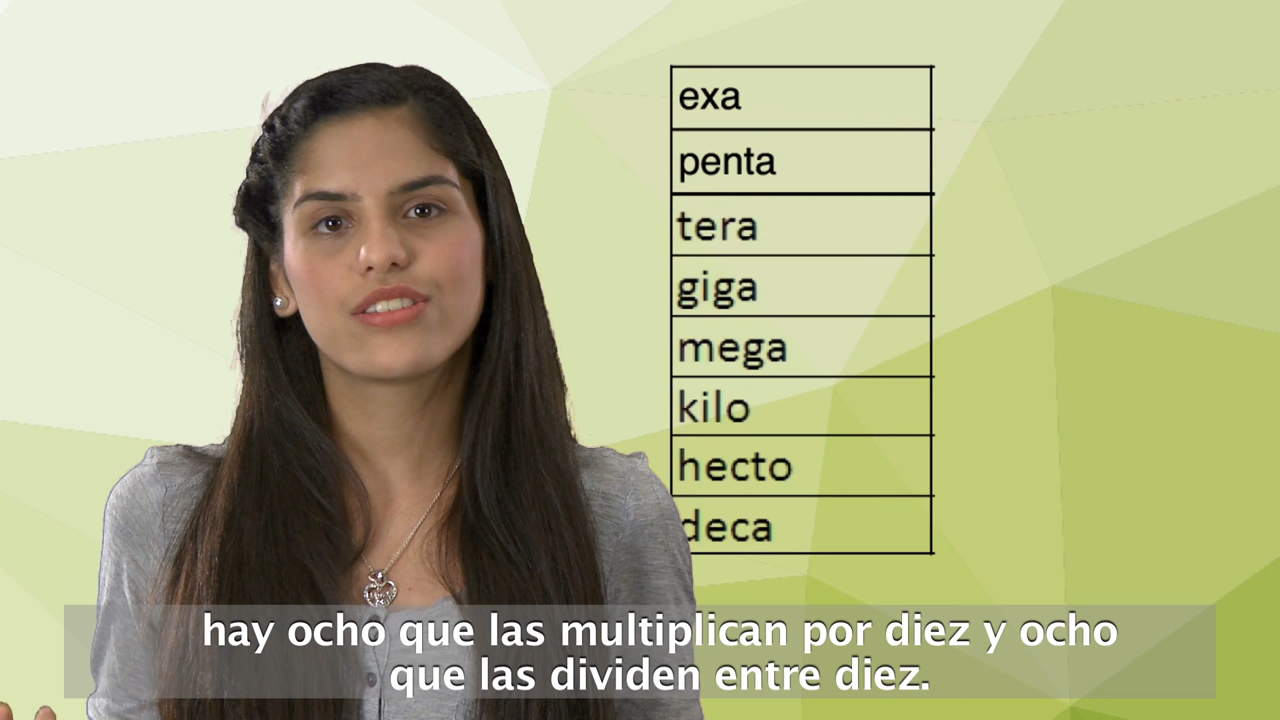 exa
penta
tera
giga
mega
kilo
hecto
deca
hay ocho que las multiplican por diez y ocho
que las dividen entre diez.